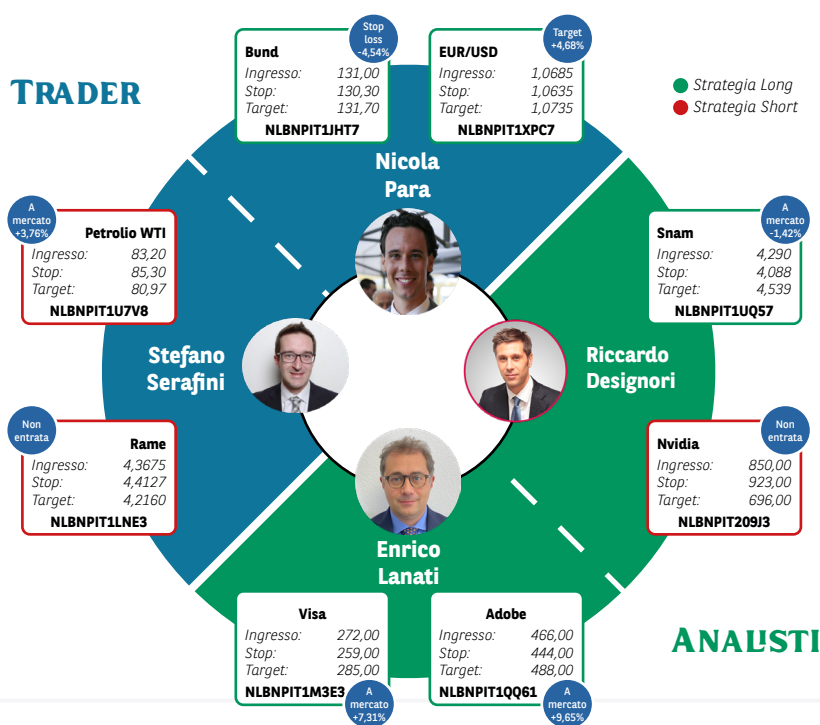 TRADER
Stop
loss
-4,54%
Bund
Ingresso: 131,00
Stop: 130,30
Target: 131,70
NLBNPIT1JHT7
Target
+4,68%
EUR/USD
Ingresso: 1,0685
Stop: 1,0635
Target: 1,0735
NLBNPIT1XPC7
Strategia Long
Strategia Short
Nicola
Para
A
mercato
+3,76%
Petrolio WTI
Ingresso: 83,20
Stop: 85,30
Target: 80,97
NLBNPIT1U7V8
A
mercato
-1,42%
Snam
Ingresso: 4,290
Stop: 4,088
Target: 4,539
NLBNPIT1UQ57
Stefano
Serafini
Riccardo
Designori
Non
entrata
Rame
Ingresso: 4,3675
Stop: 4,4127
Target: 4,2160
NLBNPIT1LNE3
Non
entrata
Nvidia
Ingresso: 850,00
Stop: 923,00
Target: 696,00
NLBNPIT209J3
Enrico
Lanati
Visa
Ingresso: 272,00
Stop: 259,00
Target: 285,00
NLBNPIT1M3E3
A
mercato
+7,31%
Adobe
Ingresso: 466,00
Stop: 444,00
Target: 488,00
NLBNPIT1QQ61
A
mercato
+9,65%
ANALISTI